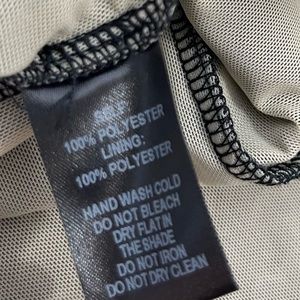 SELF:
100% POLYESTER
LINING:
100% POLYESTER
HAND WASH COLD
DO NOT BLEACH
DRY FLAT IN
THE SHADE
DO NOT IRON
DO NOT DRY CLEAN